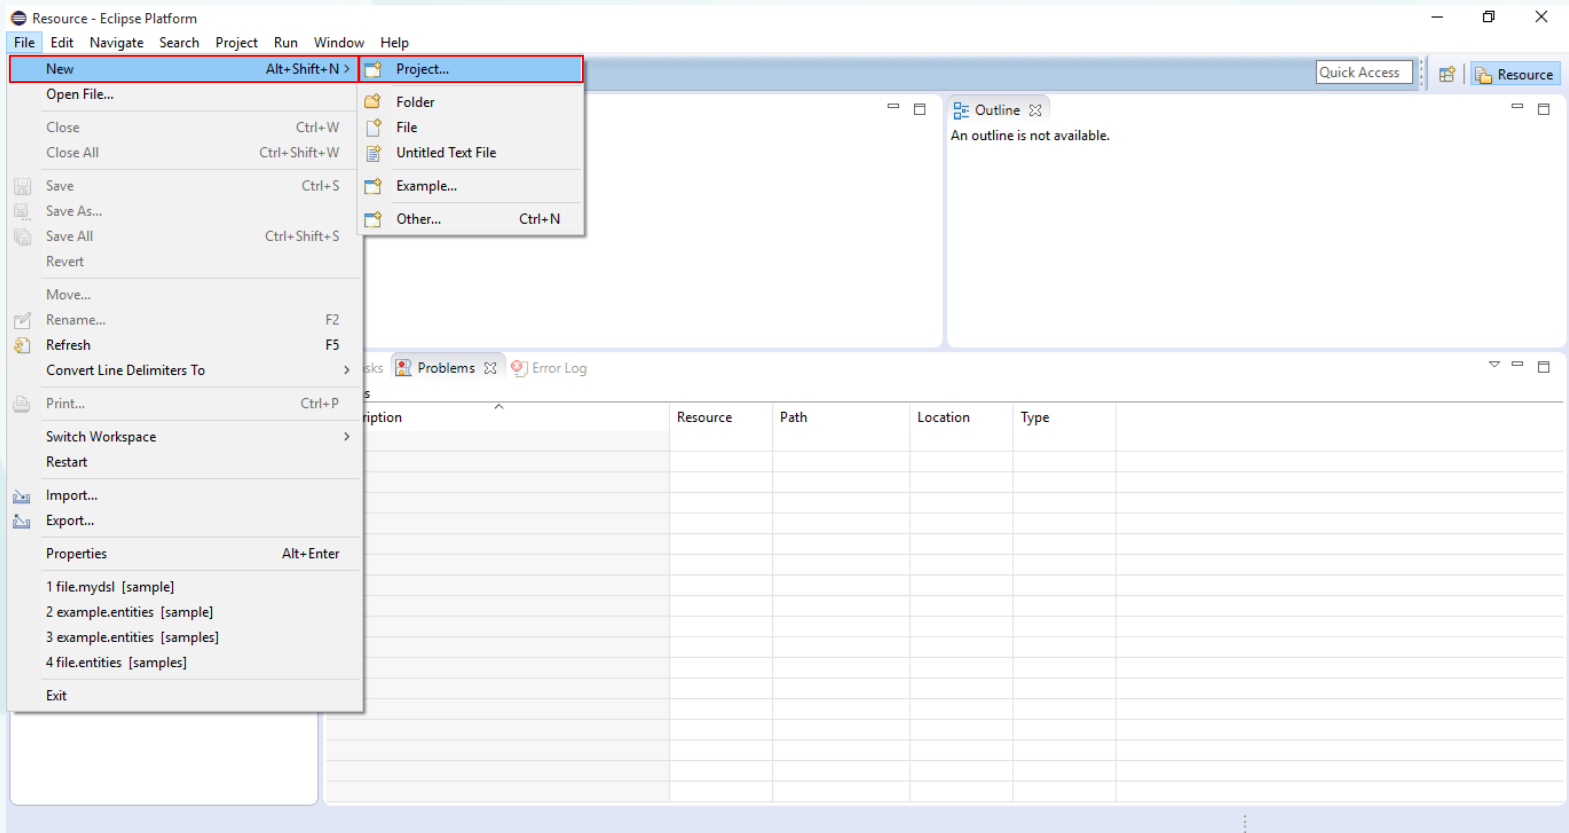 Resource - Eclipse Platform
File Edit Navigate Search Project Run Window Help
New Alt+Shift+N >
Project...
Quick Access
Resource
Open File...
Close Ctrl+W
Close All Ctrl+Shift+W
Save Ctrl+S
Save As...
Save All Ctrl+Shift+S
Revert
Move...
Rename... F2
Refresh F5
Convert Line Delimiters To >
Print... Ctrl+P
Switch Workspace >
Restart
Import...
Export...
Properties Alt+Enter
1 file.mydsl [sample]
2 example.entities [sample]
3 example.entities [samples]
4 file.entities [samples]
Exit
Folder
File
Untitled Text File
Example...
Other... Ctrl+N
Outline
An outline is not available.
sks Problems Error Log
s
ription Resource Path Location Type